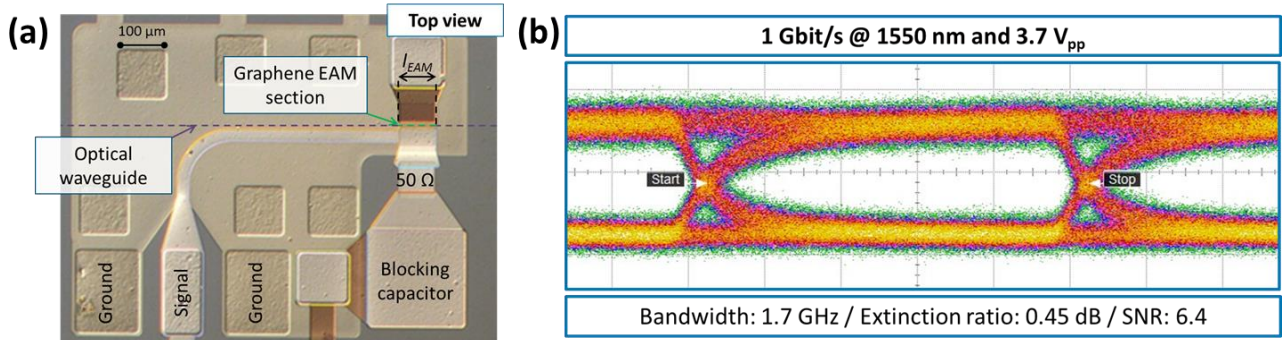 (a)
100 μm
Top view
l_EAM
Graphene EAM
section
Optical
waveguide
50 Ω
Ground
Signal
Ground
Blocking
capacitor
(b)
1 Gbit/s @ 1550 nm and 3.7 Vpp
Start
Stop
Bandwidth: 1.7 GHz / Extinction ratio: 0.45 dB / SNR: 6.4